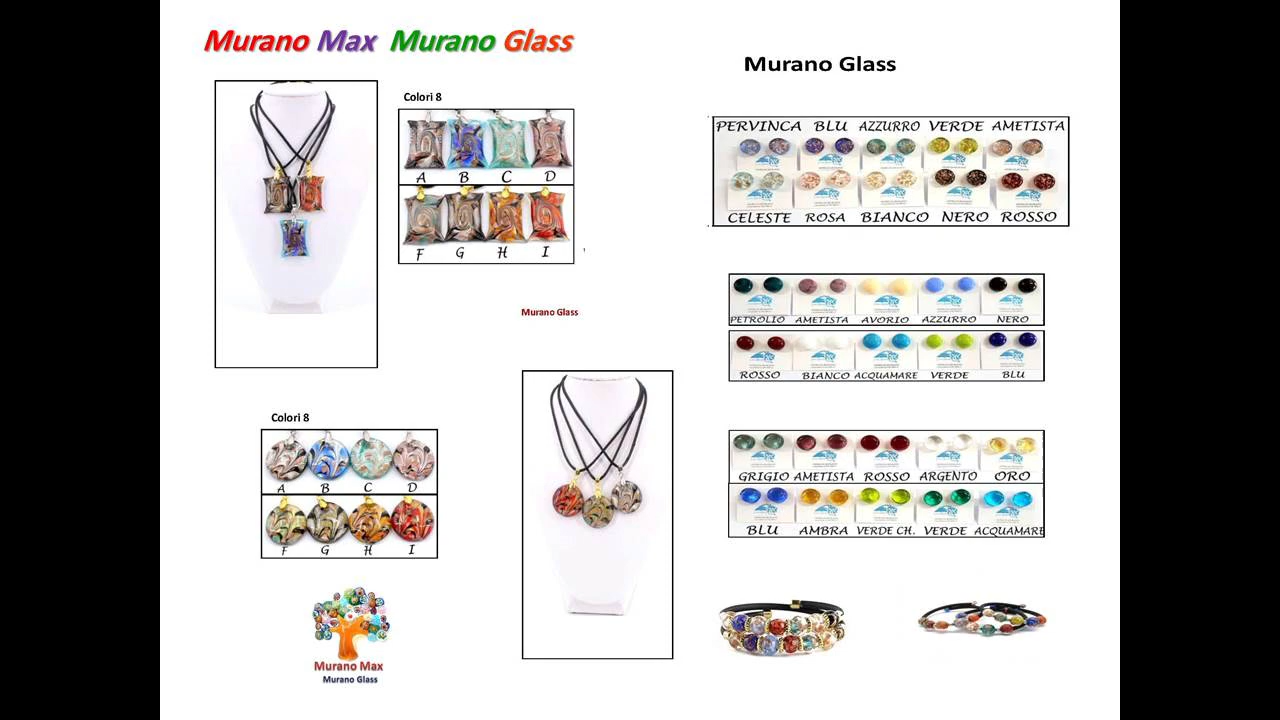 Murano Max Murano Glass
Colori 8
A B C D
F G H I
Murano Glass
Colori 8
A B C D
F G H I
Murano Max
Murano Glass
Murano Glass
PERVINCA BLU AZZURRO VERDE AMETISTA
CELESTE ROSA BIANCO NERO ROSSO
PETROLIO AMETISTA AVORIO AZZURRO NERO
ROSSO BIANCO ACQUAMARE VERDE BLU
GRIGIO AMETISTA ROSSO ARGENTO ORO
BLU AMBRA VERDE CH. VERDE ACQUAMARE